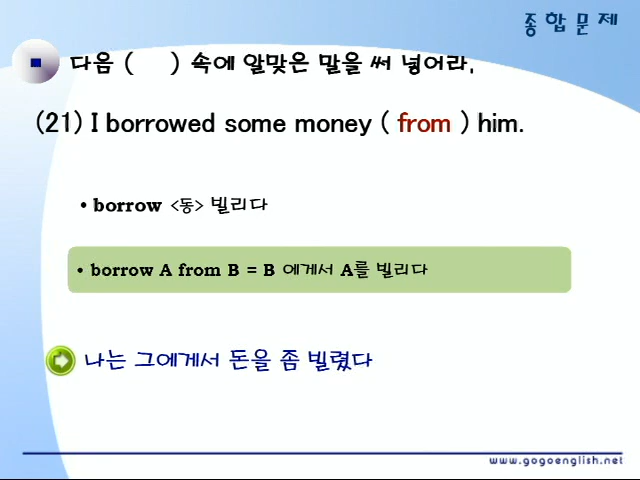 종합문제
다음 (    ) 속에 알맞은 말을 써 넣어라.
(21) I borrowed some money ( from ) him.
• borrow <동> 빌리다
• borrow A from B = B 에게서 A를 빌리다
나는 그에게서 돈을 좀 빌렸다
www.gogoenglish.net